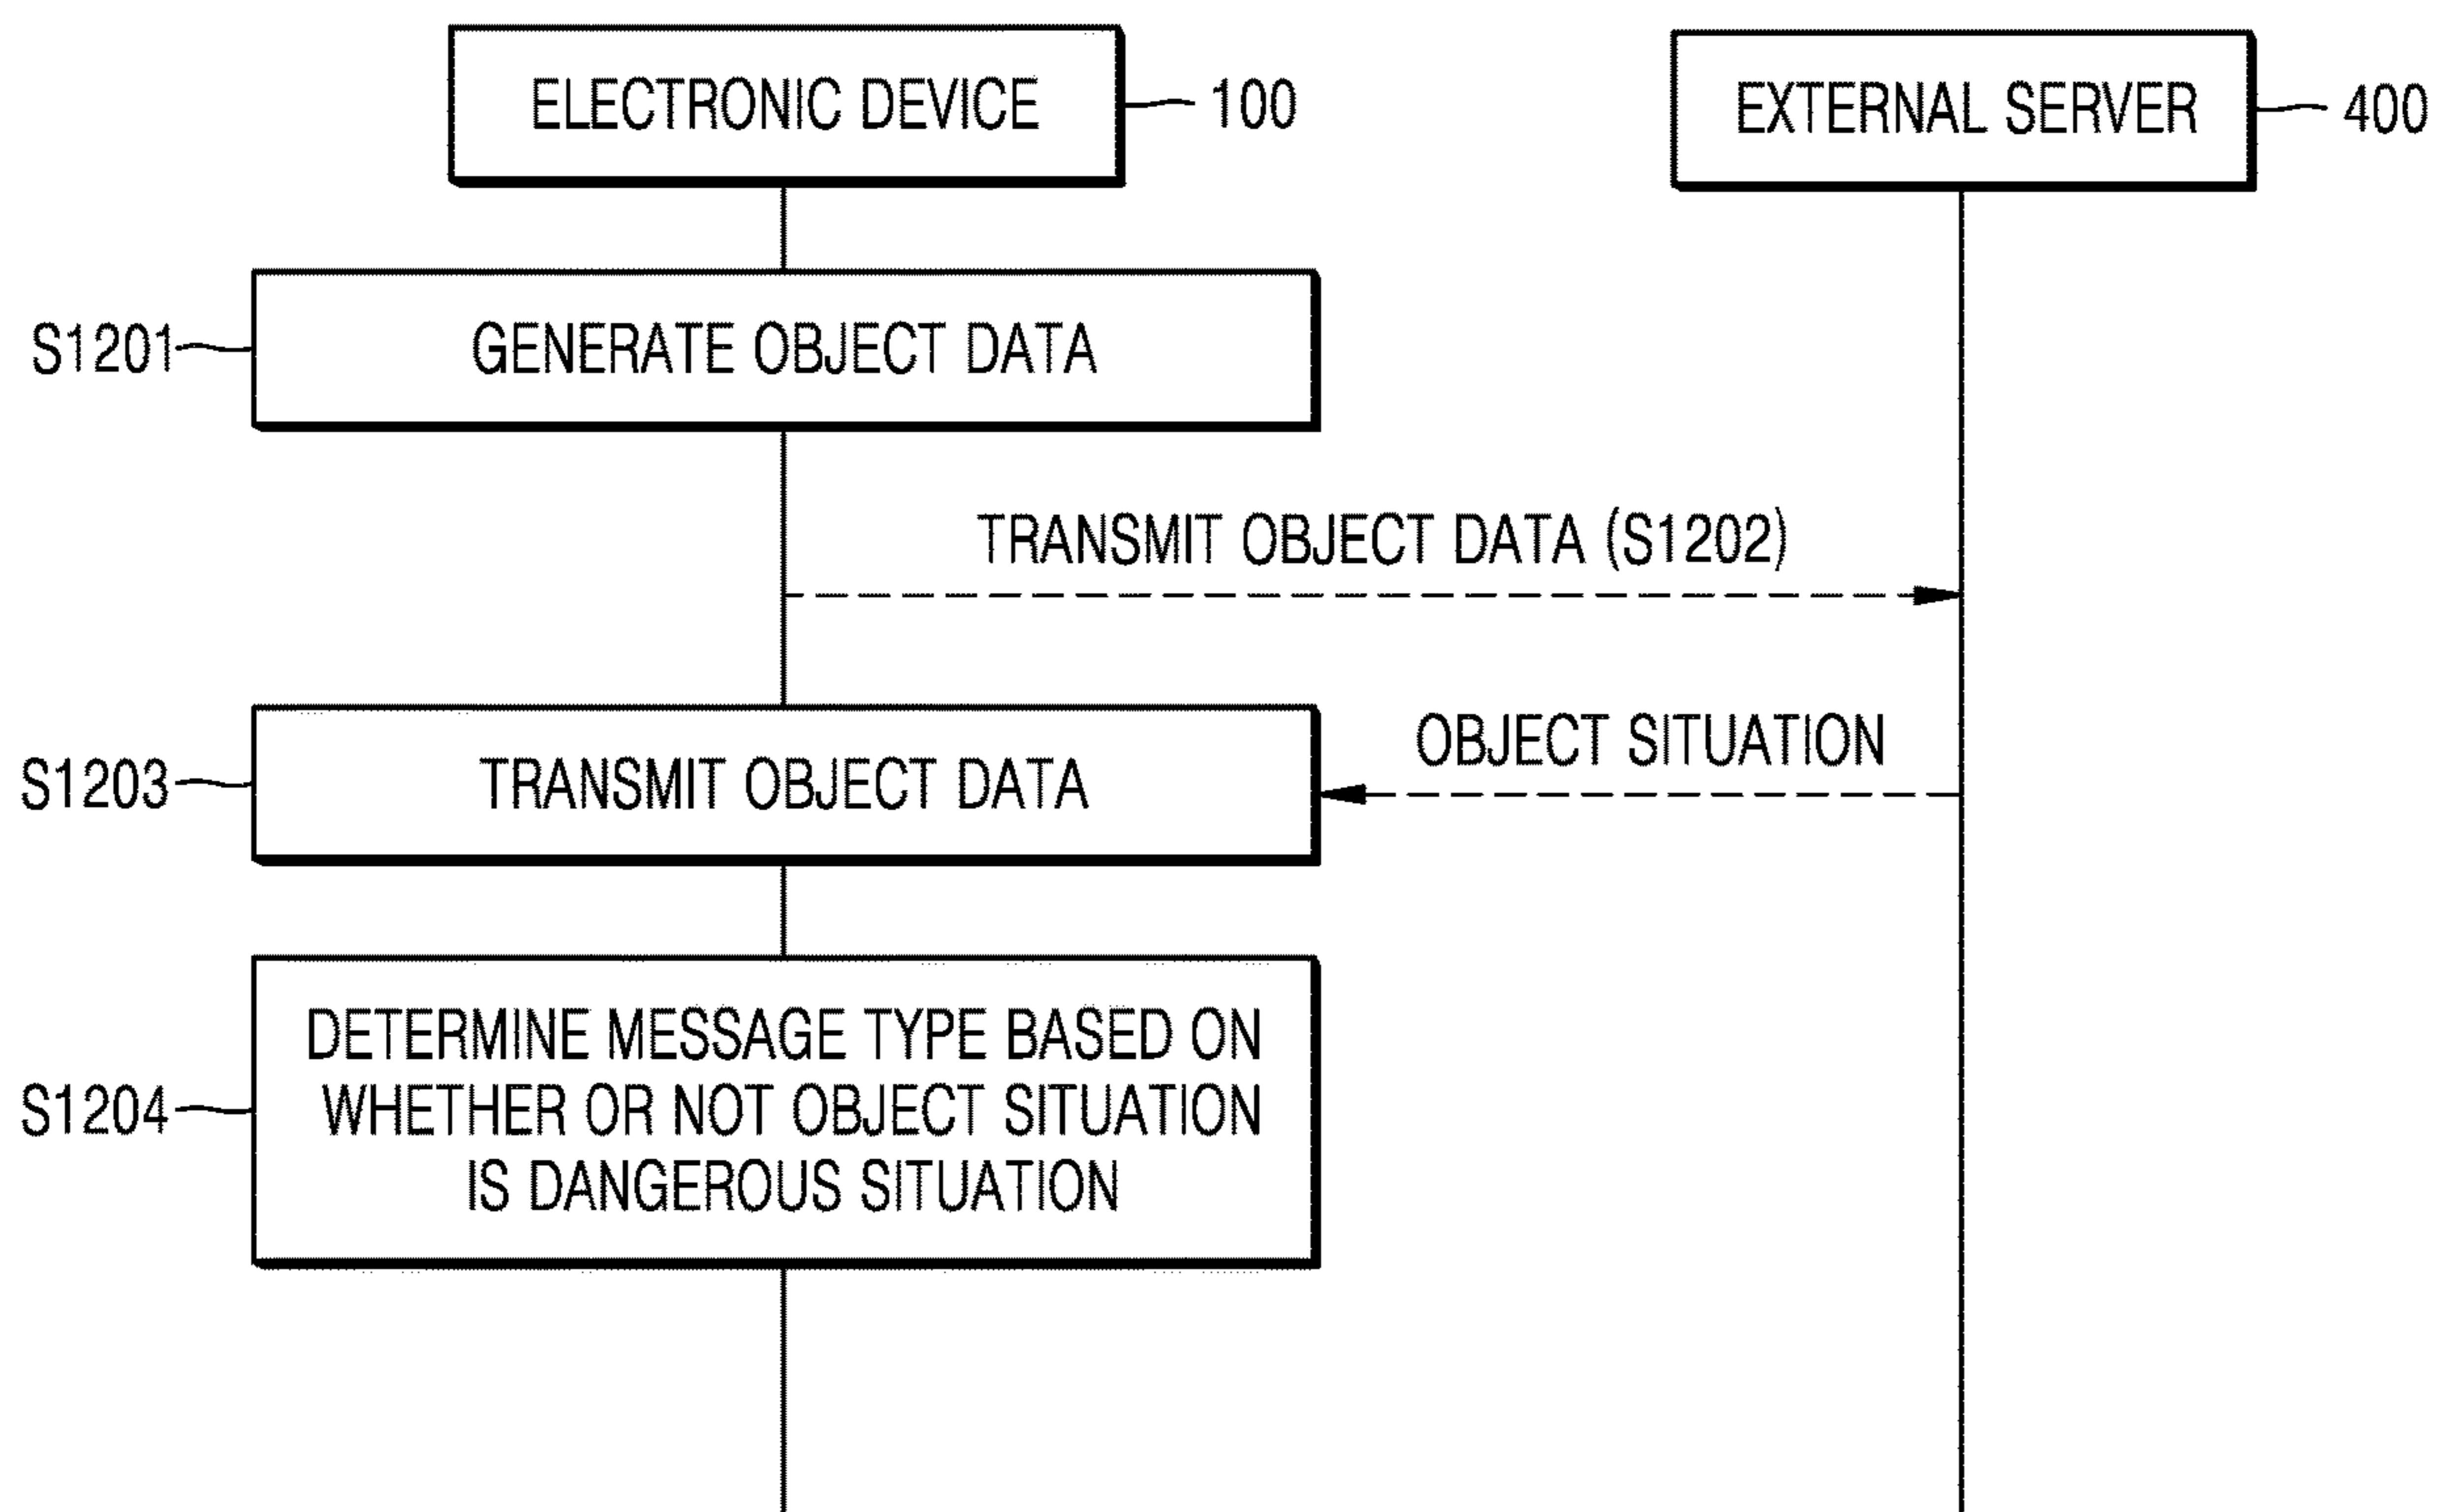 ELECTRONIC DEVICE
100
EXTERNAL SERVER
400
S1201
GENERATE OBJECT DATA
TRANSMIT OBJECT DATA (S1202)
OBJECT SITUATION
S1203
TRANSMIT OBJECT DATA
S1204
DETERMINE MESSAGE TYPE BASED ON
WHETHER OR NOT OBJECT SITUATION
IS DANGEROUS SITUATION